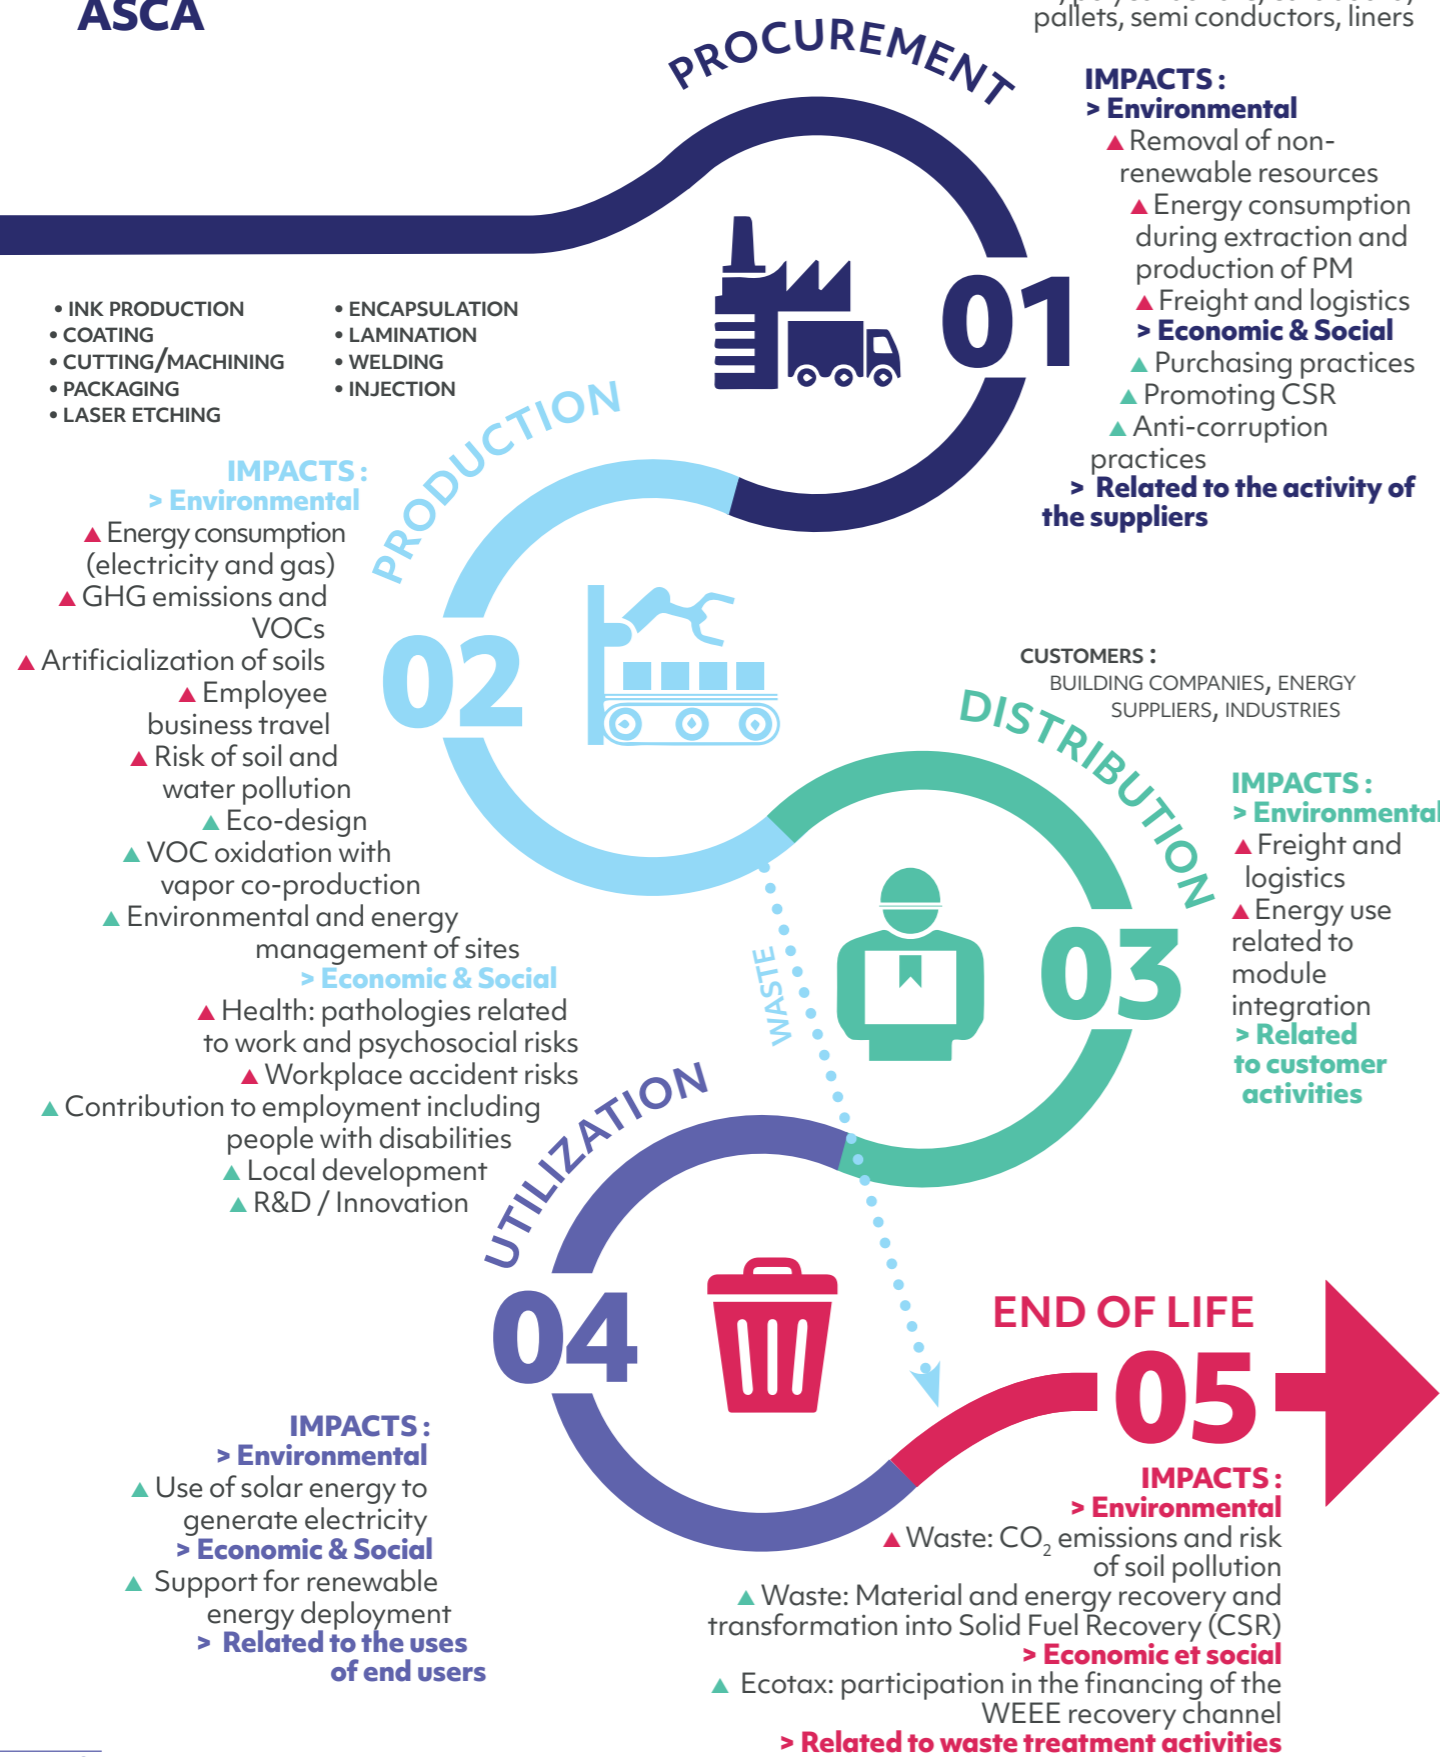 ASCA
pallets, semi conductors, liners
PROCUREMENT
01
IMPACTS :
> Environmental
▲ Removal of non-
renewable resources
▲ Energy consumption
during extraction and
production of PM
▲ Freight and logistics
> Economic & Social
▲ Purchasing practices
▲ Promoting CSR
▲ Anti-corruption
practices
> Related to the activity of
the suppliers
• INK PRODUCTION
• COATING
• CUTTING/MACHINING
• PACKAGING
• LASER ETCHING
• ENCAPSULATION
• LAMINATION
• WELDING
• INJECTION
PRODUCTION
02
IMPACTS :
> Environmental
▲ Energy consumption
(electricity and gas)
▲ GHG emissions and
VOCs
▲ Artificialization of soils
▲ Employee
business travel
▲ Risk of soil and
water pollution
▲ Eco-design
▲ VOC oxidation with
vapor co-production
▲ Environmental and energy
management of sites
> Economic & Social
▲ Health: pathologies related
to work and psychosocial risks
▲ Workplace accident risks
▲ Contribution to employment including
people with disabilities
▲ Local development
▲ R&D / Innovation
WASTE
CUSTOMERS :
BUILDING COMPANIES, ENERGY
SUPPLIERS, INDUSTRIES
DISTRIBUTION
03
IMPACTS :
> Environmental
▲ Freight and
logistics
▲ Energy use
related to
module
integration
> Related
to customer
activities
UTILIZATION
04
IMPACTS :
> Environmental
▲ Use of solar energy to
generate electricity
> Economic & Social
▲ Support for renewable
energy deployment
> Related to the uses
of end users
END OF LIFE
05
IMPACTS :
> Environmental
▲ Waste: CO₂ emissions and risk
of soil pollution
▲ Waste: Material and energy recovery and
transformation into Solid Fuel Recovery (CSR)
> Economic et social
▲ Ecotax: participation in the financing of the
WEEE recovery channel
> Related to waste treatment activities